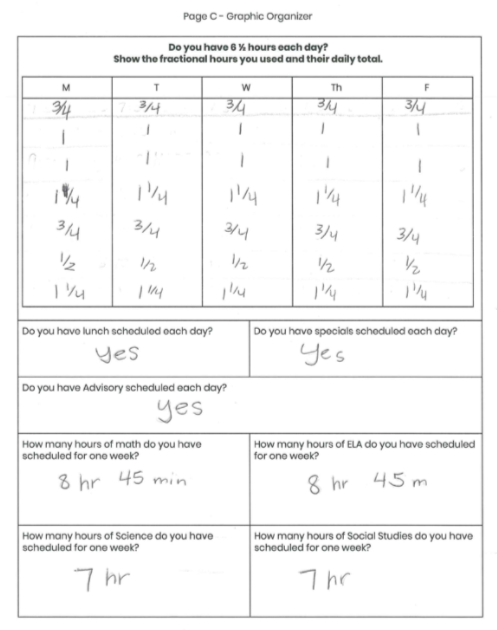 Page C - Graphic Organizer
Do you have 6 ½ hours each day?
Show the fractional hours you used and their daily total.
M T W Th F
3/4 3/4 3/4 3/4 3/4
1 1 1 1 1
1 1 1 1 1
1 1/4 1 1/4 1 1/4 1 1/4 1 1/4
3/4 3/4 3/4 3/4 3/4
1/2 1/2 1/2 1/2 1/2
1 1/4 1 1/4 1 1/4 1 1/4 1 1/4
Do you have lunch scheduled each day?
yes
Do you have specials scheduled each day?
Yes
Do you have Advisory scheduled each day?
yes
How many hours of math do you have
scheduled for one week?
8 hr 45 min
How many hours of ELA do you have scheduled
for one week?
8 hr 45 m
How many hours of Science do you have
scheduled for one week?
7 hr
How many hours of Social Studies do you have
scheduled for one week?
7 hr